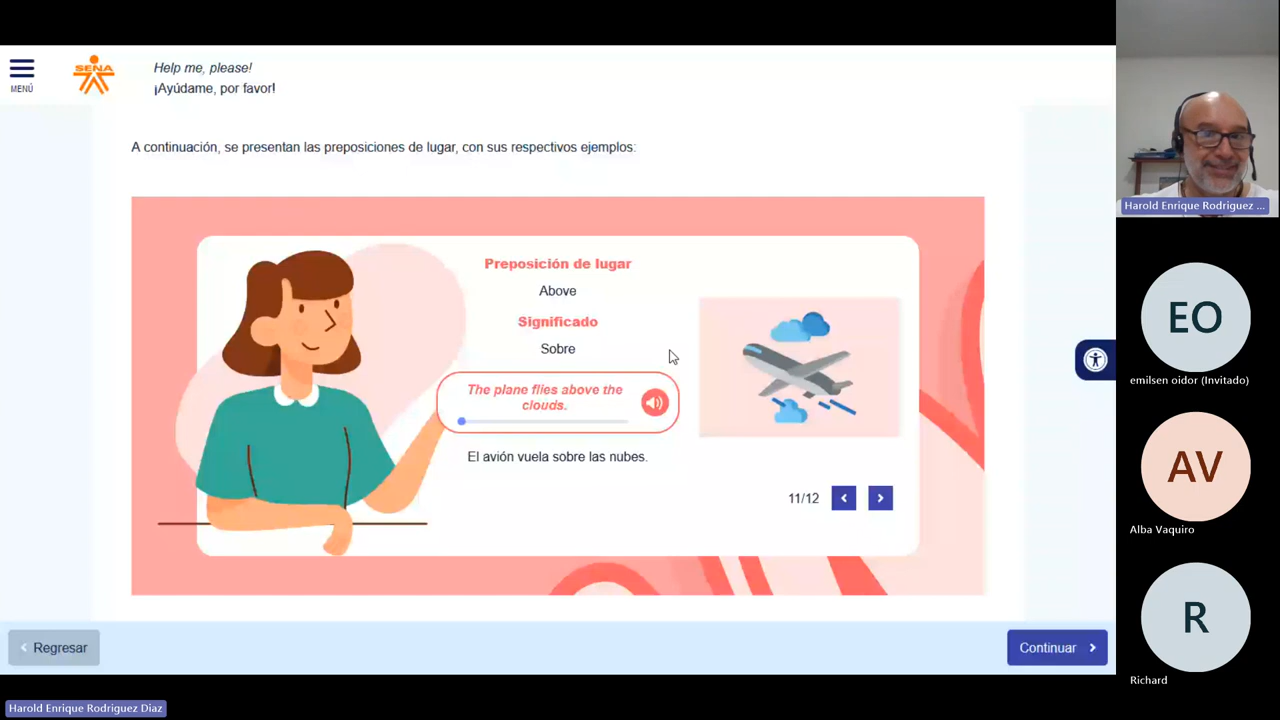 MENÚ
SENA
Help me, please!
¡Ayúdame, por favor!
A continuación, se presentan las preposiciones de lugar, con sus respectivos ejemplos:
Preposición de lugar
Above
Significado
Sobre
The plane flies above the
clouds.
El avión vuela sobre las nubes.
11/12
Regresar
Continuar
Harold Enrique Rodriguez ...
EO
emilsen oidor (Invitado)
AV
Alba Vaquiro
R
Richard
Harold Enrique Rodriguez Diaz